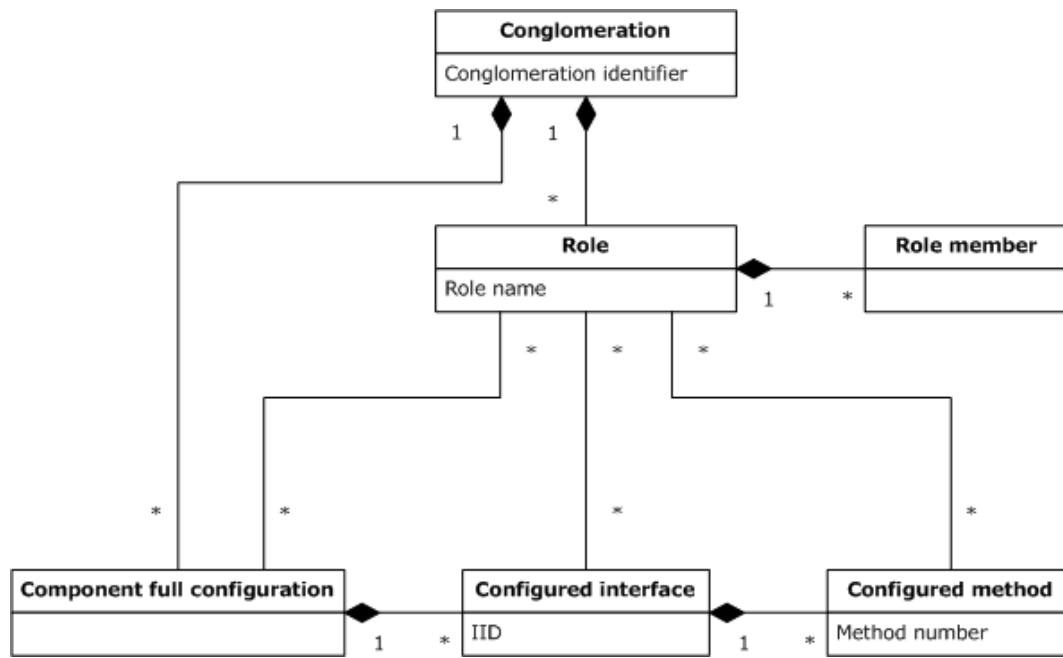 Conglomeration
Conglomeration identifier
1 1
*
Role Role member
Role name
1 *
* * *
* * * *
Component full configuration Configured interface Configured method
IID Method number
1 * 1 *